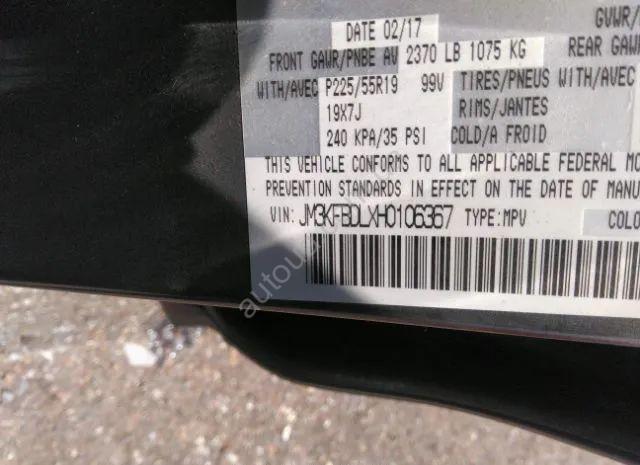 GVWR/
DATE 02/17
FRONT GAWR/PNBE AV 2370 LB 1075 KG
REAR GAWR
WITH/AVEC P225/55R19 99V TIRES/PNEUS WITH/AVEC
19X7J RIMS/JANTES
240 KPA/35 PSI COLD/A FROID
THIS VEHICLE CONFORMS TO ALL APPLICABLE FEDERAL MO
PREVENTION STANDARDS IN EFFECT ON THE DATE OF MANU
VIN: JM3KFBDLXH0106367 TYPE:MPV COLO